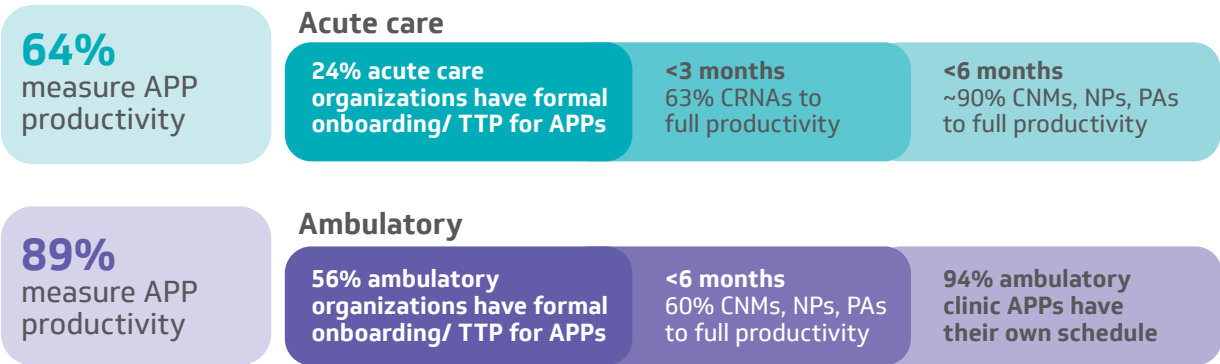 64%
measure APP
productivity
Acute care
24% acute care
organizations have formal
onboarding/ TTP for APPs
<3 months
63% CRNAs to
full productivity
<6 months
~90% CNMs, NPs, PAs
to full productivity
89%
measure APP
productivity
Ambulatory
56% ambulatory
organizations have formal
onboarding/ TTP for APPs
<6 months
60% CNMs, NPs, PAs
to full productivity
94% ambulatory
clinic APPs have
their own schedule